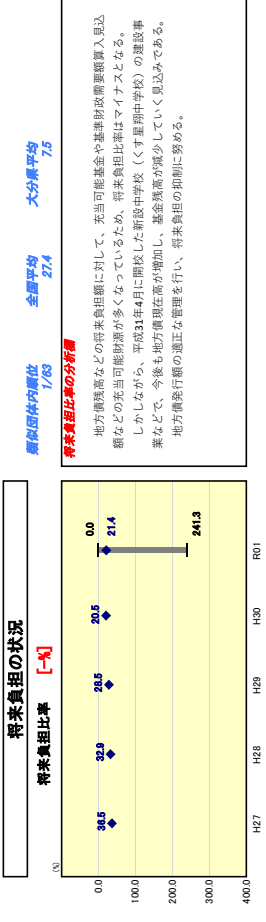 将来負担の状況
将来負担比率 [-%]
類似団体内順位
1/63
全国平均
27.4
大分県平均
7.5
(%)
0.0
100.0
200.0
300.0
400.0
36.5
32.9
28.5
20.5
0.0
21.4
241.3
H27
H28
H29
H30
R01
将来負担比率の分析欄
地方債残高などの将来負担額に対して、充当可能基金や基準財政需要額算入見込
額などの充当可能財源が多くなっているため、将来負担比率はマイナスとなる。
しかしながら、平成31年4月に開校した新設中学校（くす星翔中学校）の建設事
業などで、今後も地方債現在高が増加し、基金残高が減少していく見込みである。
地方債発行額の適正な管理を行い、将来負担の抑制に努める。